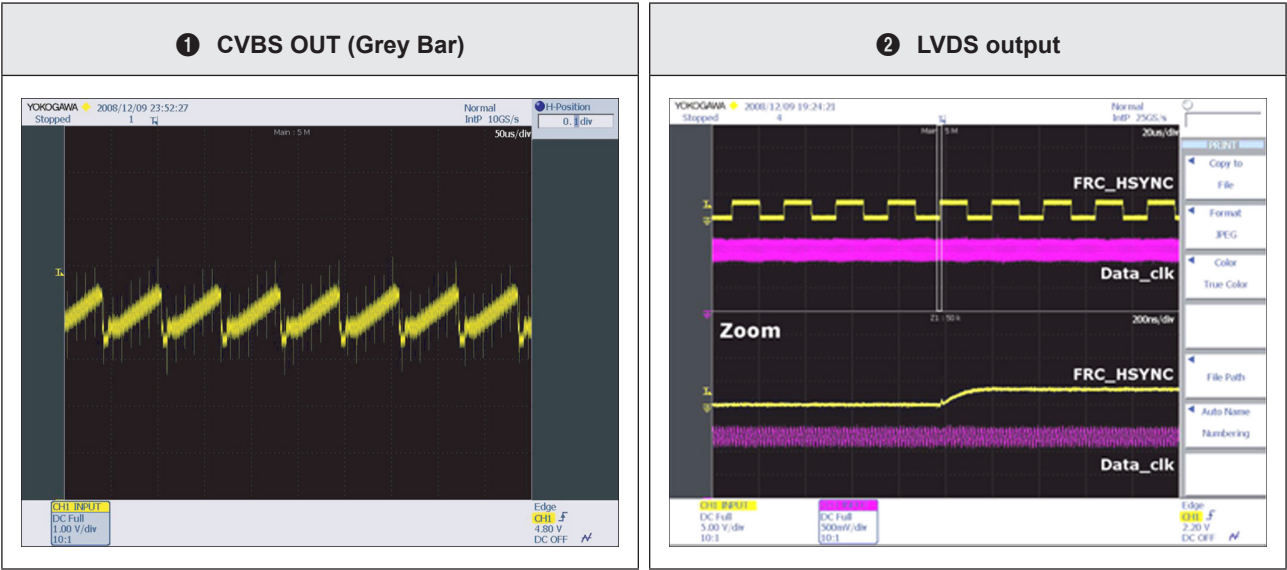 ❶ CVBS OUT (Grey Bar)
YOKOGAWA 2008/12/09 23:52:27
Stopped 1
Normal
IntP 10GS/s
H-Position
0.1div
Main : 5 M
50us/div
CH1 INPUT
DC Full
1.00 V/div
10:1
Edge
CH1
4.80 V
DC OFF
❷ LVDS output
YOKOGAWA 2008/12/09 19:24:21
Stopped 4
Normal
IntP 25GS/s
Main : 5 M
20us/div
FRC_HSYNC
Data_clk
Z1 : 50 k
200ns/div
Zoom
FRC_HSYNC
Data_clk
PRINT
Copy to
File
Format
JPEG
Color
True Color
File Path
Auto Name
Numbering
CH1 INPUT
DC Full
5.00 V/div
10:1
DC Full
500mV/div
10:1
Edge
CH1
2.20 V
DC OFF